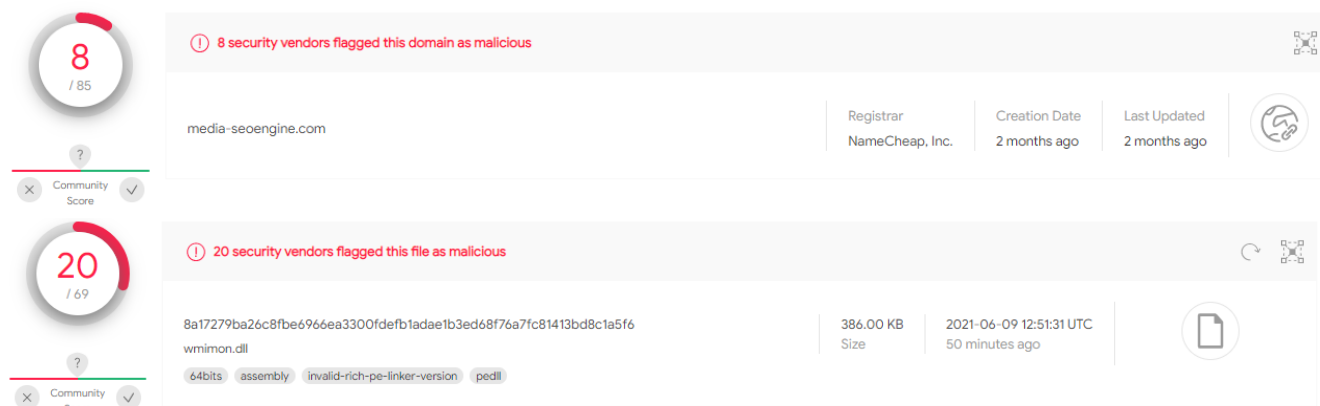 8
/ 85
?
Community
Score
8 security vendors flagged this domain as malicious
media-seoengine.com
Registrar
NameCheap, Inc.
Creation Date
2 months ago
Last Updated
2 months ago
20
/ 69
?
Community
20 security vendors flagged this file as malicious
8a17279ba26c8fbe6966ea3300fdefb1adae1b3ed68f76a7fc81413bd8c1a5f6
wmimon.dll
64bits assembly invalid-rich-pe-linker-version pedll
386.00 KB
Size
2021-06-09 12:51:31 UTC
50 minutes ago